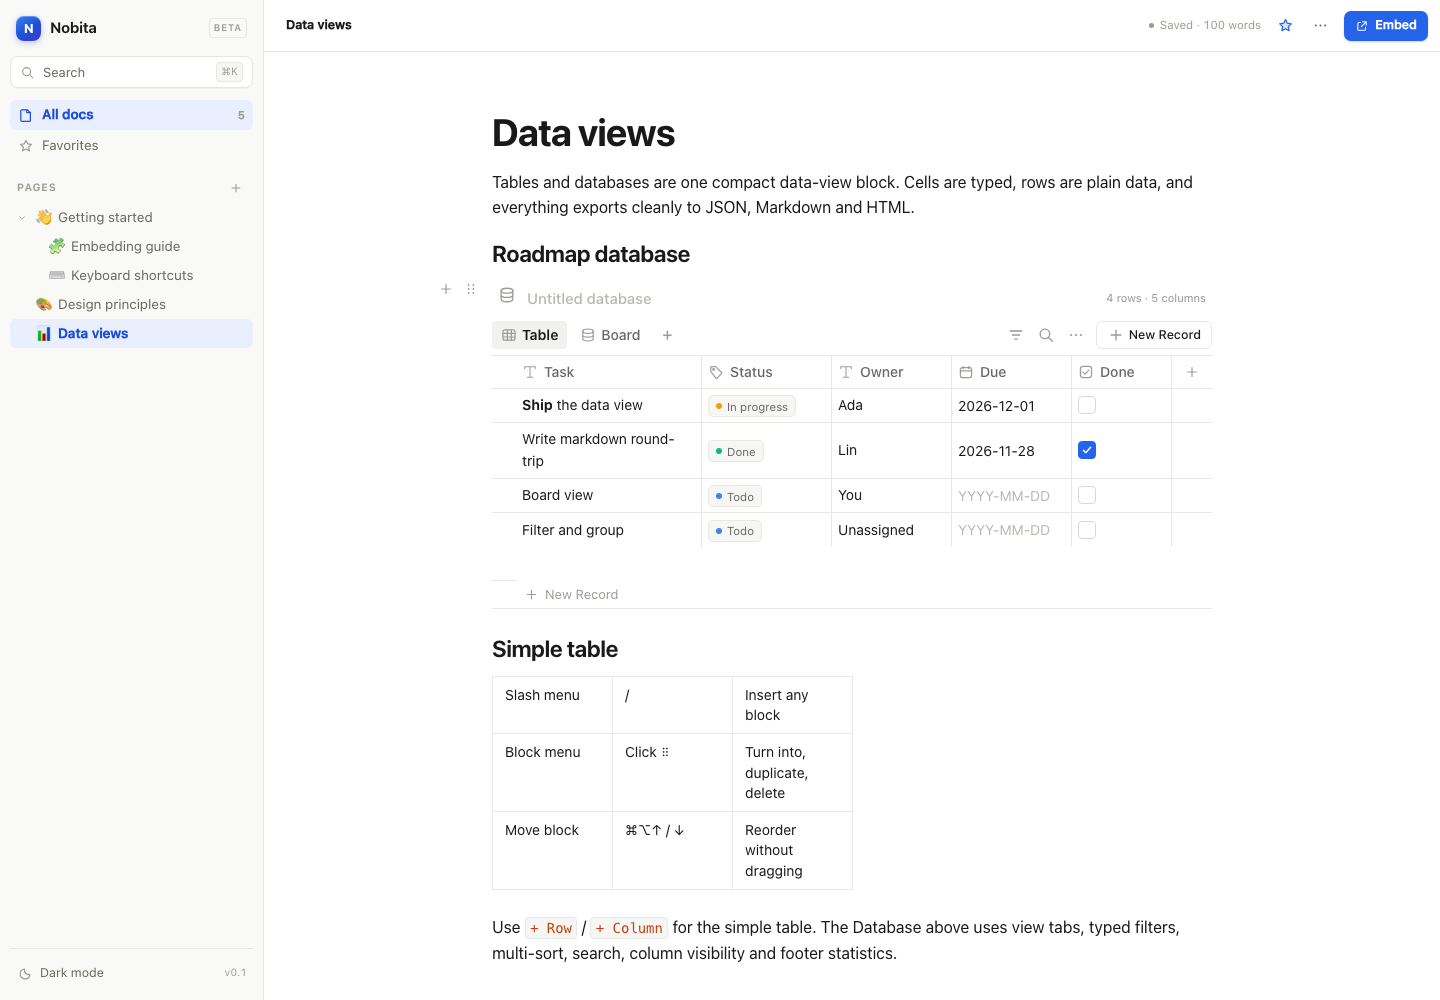 N Nobita BETA
Search ⌘K
All docs 5
Favorites
PAGES
Getting started
Embedding guide
Keyboard shortcuts
Design principles
Data views
Dark mode v0.1
Data views Saved · 100 words Embed
Data views
Tables and databases are one compact data-view block. Cells are typed, rows are plain data, and
everything exports cleanly to JSON, Markdown and HTML.
Roadmap database
Untitled database 4 rows · 5 columns
Table Board New Record
Task Status Owner Due Done
Ship the data view In progress Ada 2026-12-01
Write markdown round-
trip Done Lin 2026-11-28
Board view Todo You YYYY-MM-DD
Filter and group Todo Unassigned YYYY-MM-DD
New Record
Simple table
Slash menu / Insert any
block
Block menu Click ⠿ Turn into,
duplicate,
delete
Move block ⌘⌥↑ / ↓ Reorder
without
dragging
Use + Row / + Column for the simple table. The Database above uses view tabs, typed filters,
multi-sort, search, column visibility and footer statistics.